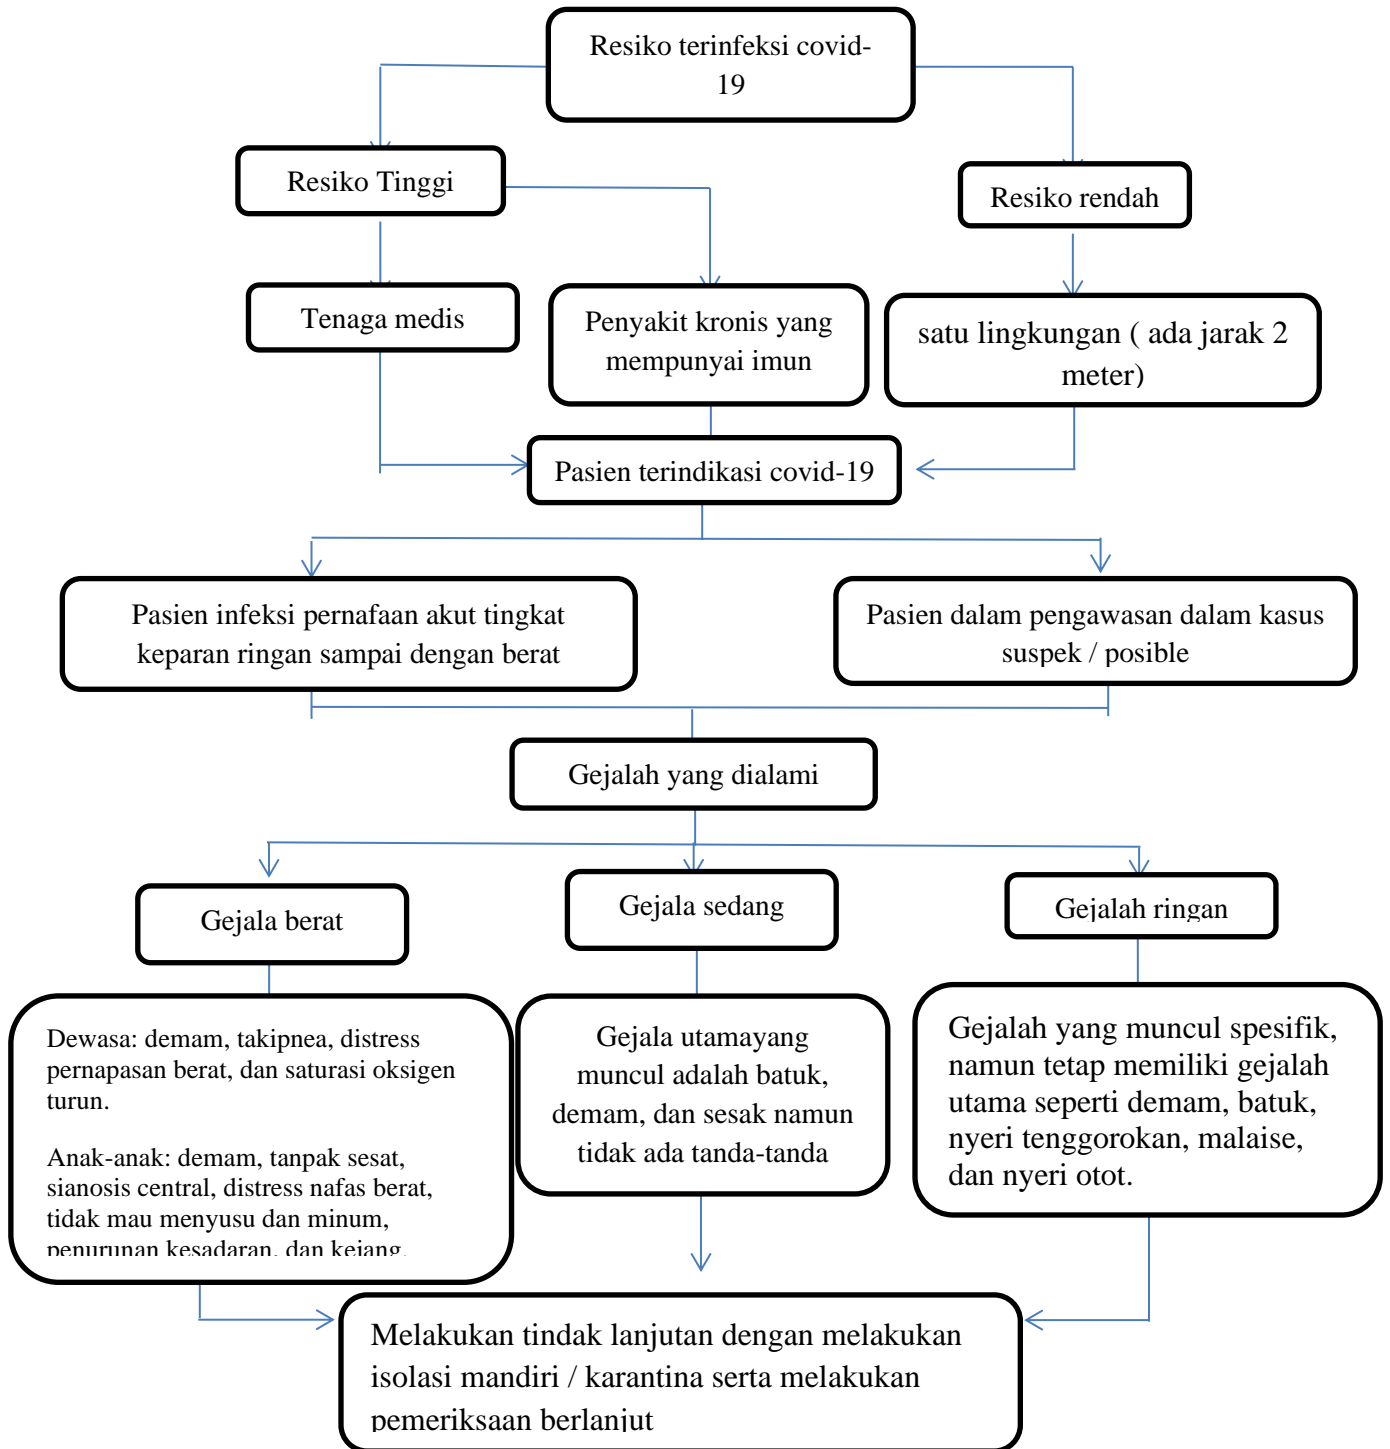 Resiko terinfeksi covid-
19
Resiko Tinggi
Resiko rendah
Tenaga medis
Penyakit kronis yang
mempunyai imun
satu lingkungan ( ada jarak 2
meter)
Pasien terindikasi covid-19
Pasien infeksi pernafaan akut tingkat
keparan ringan sampai dengan berat
Pasien dalam pengawasan dalam kasus
suspek / posible
Gejalah yang dialami
Gejala berat
Gejala sedang
Gejalah ringan
Dewasa: demam, takipnea, distress
pernapasan berat, dan saturasi oksigen
turun.
Anak-anak: demam, tanpak sesat,
sianosis central, distress nafas berat,
tidak mau menyusu dan minum,
penurunan kesadaran, dan kejang.
Gejala utamayang
muncul adalah batuk,
demam, dan sesak namun
tidak ada tanda-tanda
Gejalah yang muncul spesifik,
namun tetap memiliki gejalah
utama seperti demam, batuk,
nyeri tenggorokan, malaise,
dan nyeri otot.
Melakukan tindak lanjutan dengan melakukan
isolasi mandiri / karantina serta melakukan
pemeriksaan berlanjut